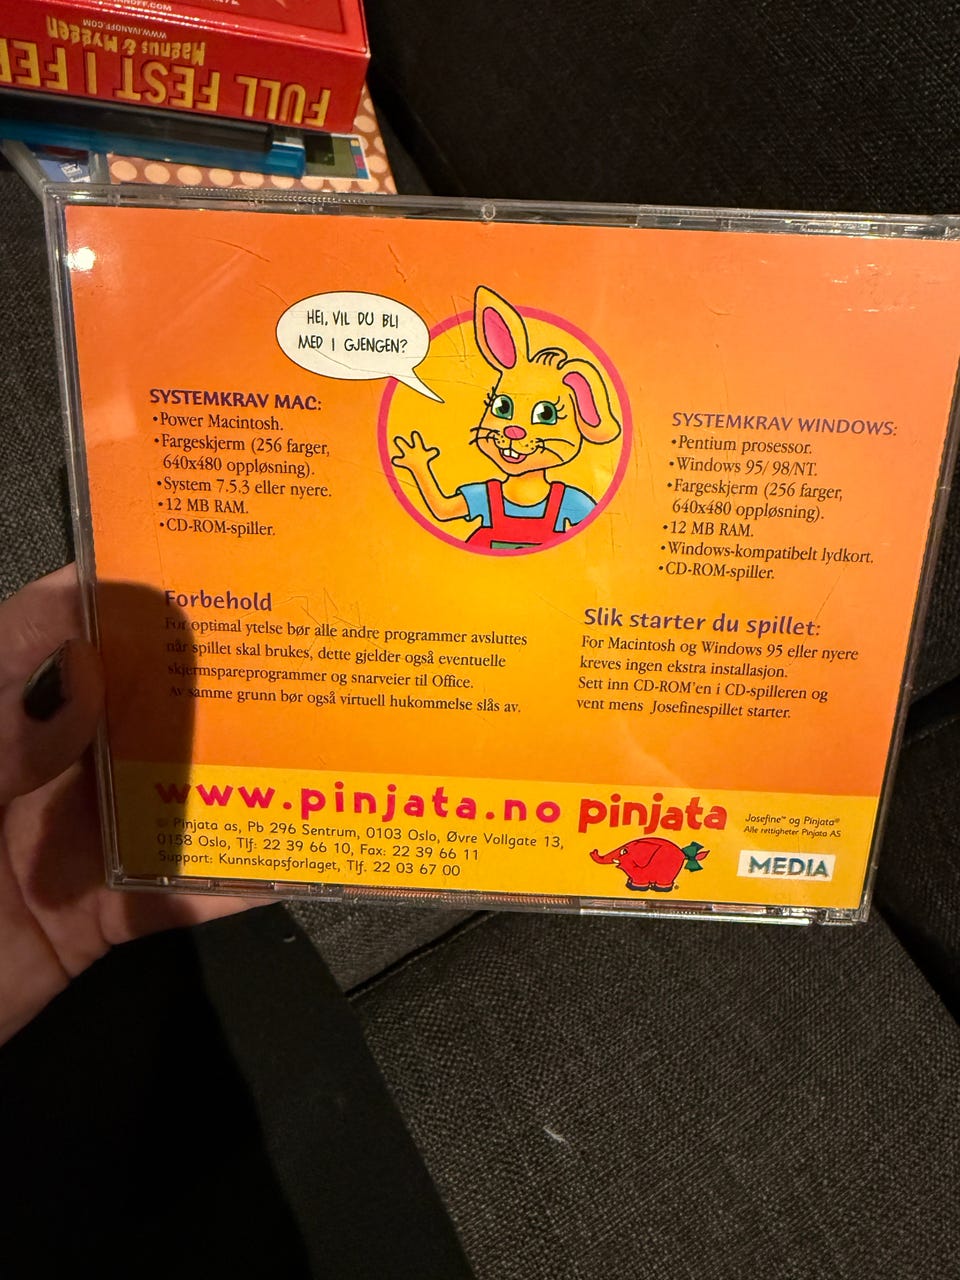 WWW.IVANOFF.COM
Magnus & Myggen
FULL FEST I
HEI, VIL DU BLI
MED I GJENGEN?
SYSTEMKRAV MAC:
•Power Macintosh.
•Fargeskjerm (256 farger,
640x480 oppløsning).
•System 7.5.3 eller nyere.
•12 MB RAM.
•CD-ROM-spiller.
SYSTEMKRAV WINDOWS:
•Pentium prosessor.
•Windows 95/ 98/NT.
•Fargeskjerm (256 farger,
640x480 oppløsning).
•12 MB RAM.
•Windows-kompatibelt lydkort.
•CD-ROM-spiller.
Forbehold
For optimal ytelse bør alle andre programmer avsluttes
når spillet skal brukes, dette gjelder også eventuelle
skjermspareprogrammer og snarveier til Office.
Av samme grunn bør også virtuell hukommelse slås av.
Slik starter du spillet:
For Macintosh og Windows 95 eller nyere
kreves ingen ekstra installasjon.
Sett inn CD-ROM'en i CD-spilleren og
vent mens Josefinespillet starter.
www.pinjata.no pinjata
© Pinjata as, Pb 296 Sentrum, 0103 Oslo, Øvre Vollgate 13,
0158 Oslo, Tlf: 22 39 66 10, Fax: 22 39 66 11
Support: Kunnskapsforlaget, Tlf. 22 03 67 00
Josefine™ og Pinjata®
Alle rettigheter Pinjata AS
MEDIA